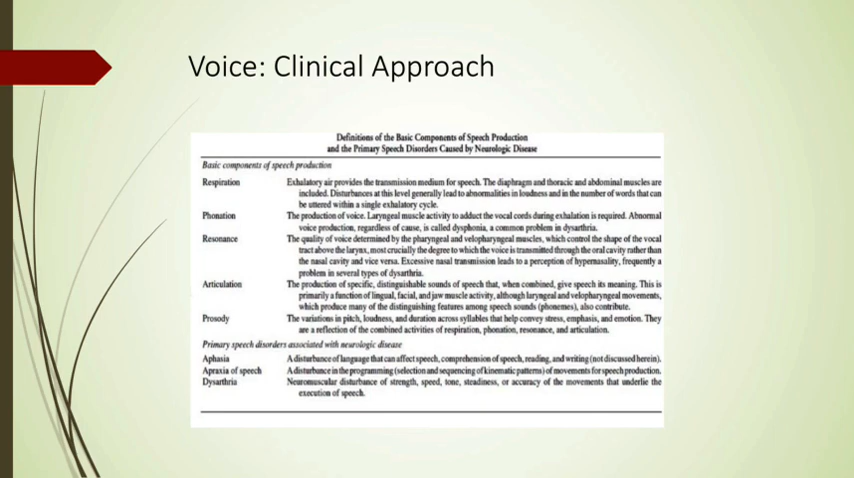 Voice: Clinical Approach
Definitions of the Basic Components of Speech Production
and the Primary Speech Disorders Caused by Neurologic Disease
Basic components of speech production
Respiration Exhalatory air provides the transmission medium for speech. The diaphragm and thoracic and abdominal muscles are
included. Disturbances at this level generally lead to abnormalities in loudness and in the number of words that can
be uttered within a single exhalatory cycle.
Phonation The production of voice. Laryngeal muscle activity to adduct the vocal cords during exhalation is required. Abnormal
voice production, regardless of cause, is called dysphonia, a common problem in dysarthria.
Resonance The quality of voice determined by the pharyngeal and velopharyngeal muscles, which control the shape of the vocal
tract above the larynx, most crucially the degree to which the voice is transmitted through the oral cavity rather than
the nasal cavity and vice versa. Excessive nasal transmission leads to a perception of hypernasality, frequently a
problem in several types of dysarthria.
Articulation The production of specific, distinguishable sounds of speech that, when combined, give speech its meaning. This is
primarily a function of lingual, facial, and jaw muscle activity, although laryngeal and velopharyngeal movements,
which produce many of the distinguishing features among speech sounds (phonemes), also contribute.
Prosody The variations in pitch, loudness, and duration across syllables that help convey stress, emphasis, and emotion. They
are a reflection of the combined activities of respiration, phonation, resonance, and articulation.
Primary speech disorders associated with neurologic disease
Aphasia A disturbance of language that can affect speech, comprehension of speech, reading, and writing (not discussed herein).
Apraxia of speech A disturbance in the programming (selection and sequencing of kinematic patterns) of movements for speech production.
Dysarthria Neuromuscular disturbance of strength, speed, tone, steadiness, or accuracy of the movements that underlie the
execution of speech.